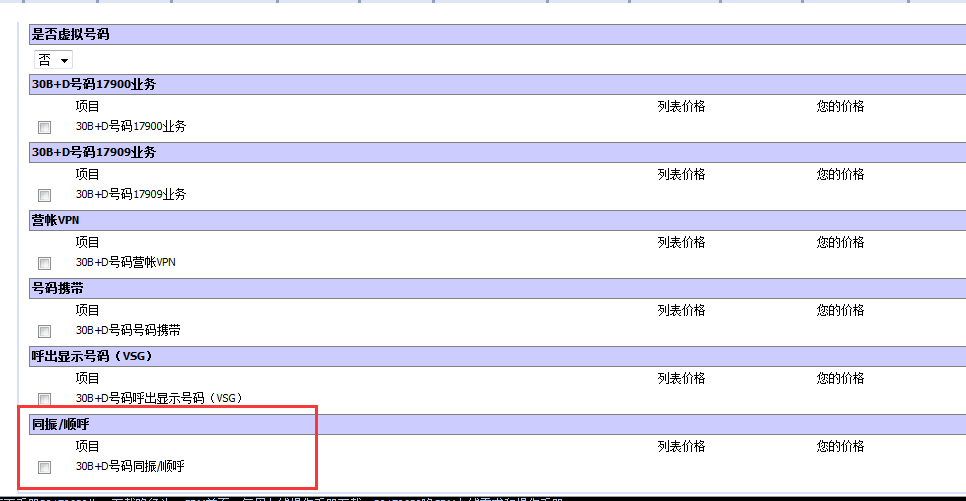 是否虚拟号码
否
30B+D号码17900业务
项目 列表价格 您的价格
30B+D号码17900业务
30B+D号码17909业务
项目 列表价格 您的价格
30B+D号码17909业务
营帐VPN
项目 列表价格 您的价格
30B+D号码营帐VPN
号码携带
项目 列表价格 您的价格
30B+D号码号码携带
呼出显示号码（VSG）
项目 列表价格 您的价格
30B+D号码呼出显示号码（VSG）
同振/顺呼
项目 列表价格 您的价格
30B+D号码同振/顺呼